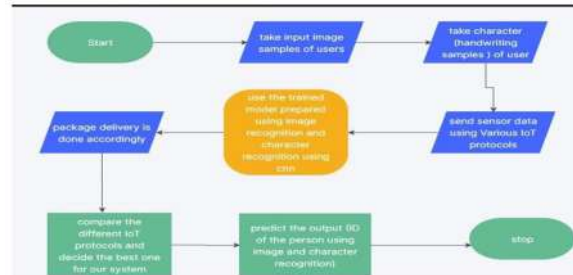 Start
take input image
samples of users
take character
(handwriting
samples ) of user
send sensor data
using Various IoT
protocols
use the trained
model prepared
using image
recognition and
character
recognition using
cnn
package delivery is
done accordingly
compare the
different IoT
protocols and
decide the best one
for our system
predict the output (ID
of the person using
image and character
recognition).
stop